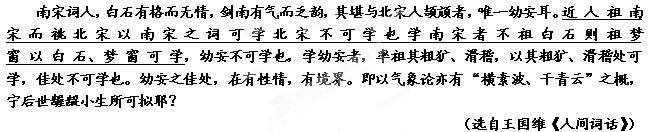 南宋词人，白石有格而无情，剑南有气而乏韵，其堪与北宋人颉颃者，唯一幼安耳。近人祖南
宋而祧北宋以南宋之词可学北宋不可学也学南宋者不祖白石则祖梦
窗以白石、梦窗可学，幼安不可学也。学幼安者，率祖其粗犷、滑稽，以其粗犷、滑稽处可
学，佳处不可学也。幼安之佳处，在有性情，有境界。即以气象论亦有“横素波、干青云”之概，
宁后世龌龊小生所可拟耶？
（选自王国维《人间词话》）